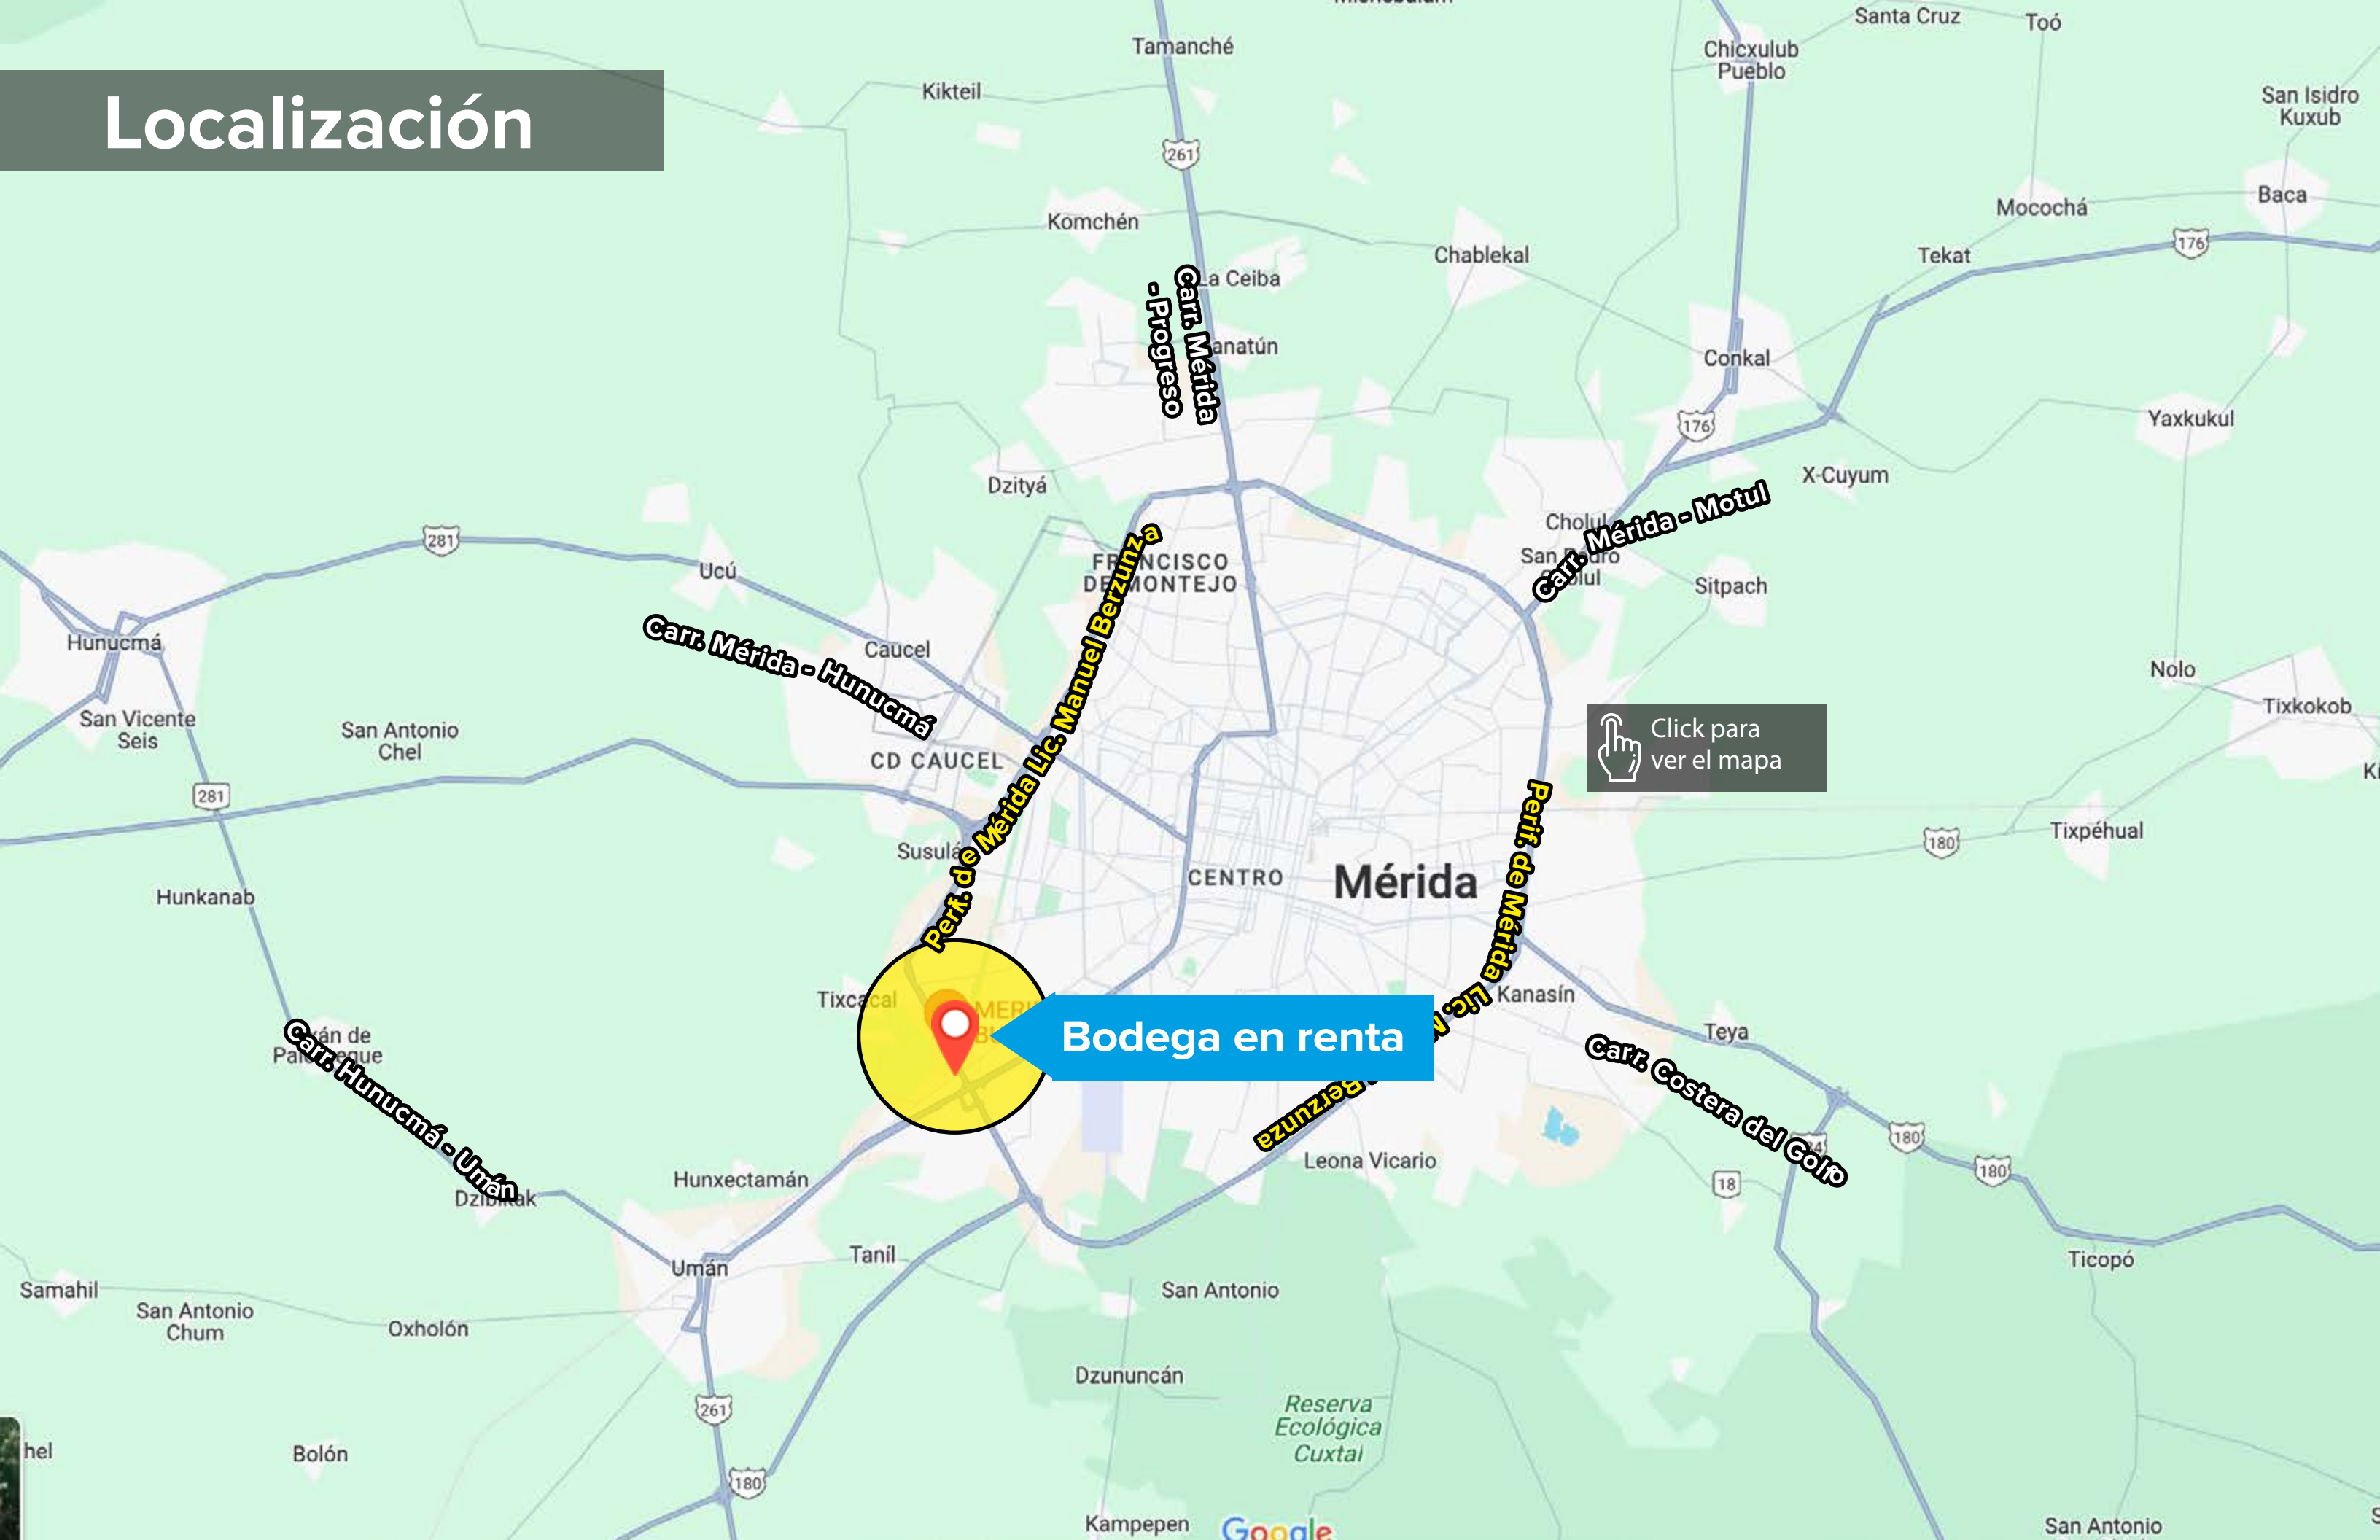 Tamanché
Santa Cruz
Toó
Chicxulub
Pueblo
Kikteil
San Isidro
Kuxub
Localización
261
Baca
Mocochá
Komchén
176
Chablekal
Tekat
La Ceiba
Carr. Mérida
- Progreso
Conkal
176
Yaxkukul
X-Cuyum
Dzityá
Carr. Mérida - Motul
Cholul
281
San Pedro
Cholul
FRANCISCO
DE MONTEJO
Ucú
Sitpach
Hunucmá
Carr. Mérida - Hunucmá
Caucel
Perif. de Mérida Lic. Manuel Berzunza
Nolo
Tixkokob
San Vicente
Seis
San Antonio
Chel
Click para
ver el mapa
CD CAUCEL
281
Perif. de Mérida Lic.
Berzunza
Tixpéhual
180
Susulá
CENTRO
Mérida
Hunkanab
Tixcacal
Kanasín
Bodega en renta
Teya
Carr. Hunucmá - Umán
Carr. Costera del Golfo
180
Leona Vicario
180
18
Hunxectamán
Taníl
Umán
Ticopó
Samahil
San Antonio
San Antonio
Chum
Oxholón
Dzununcán
Reserva
Ecológica
Cuxtal
261
hel
Bolón
180
Kampepen
Google
San Antonio